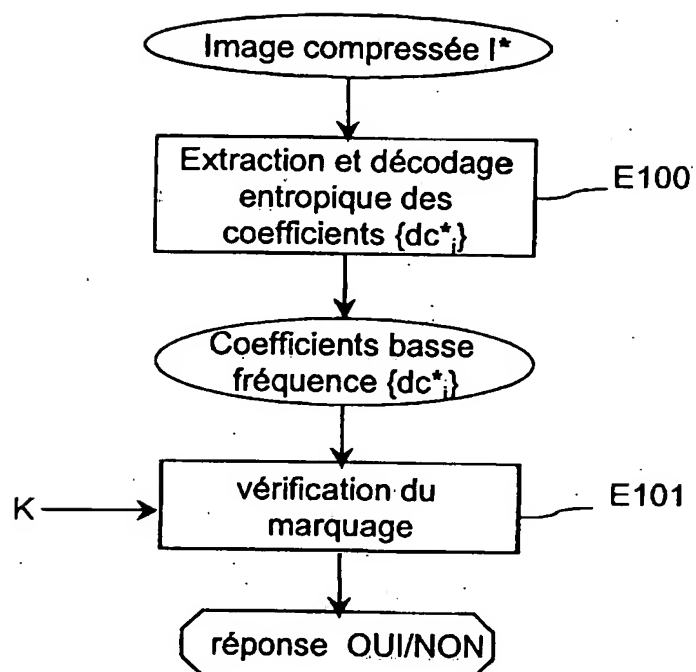 Image compressée I*
Extraction et décodage
entropique des
coefficients {dc*i}
E100
Coefficients basse
fréquence {dc*i}
K
vérification du
marquage
E101
réponse OUI/NON